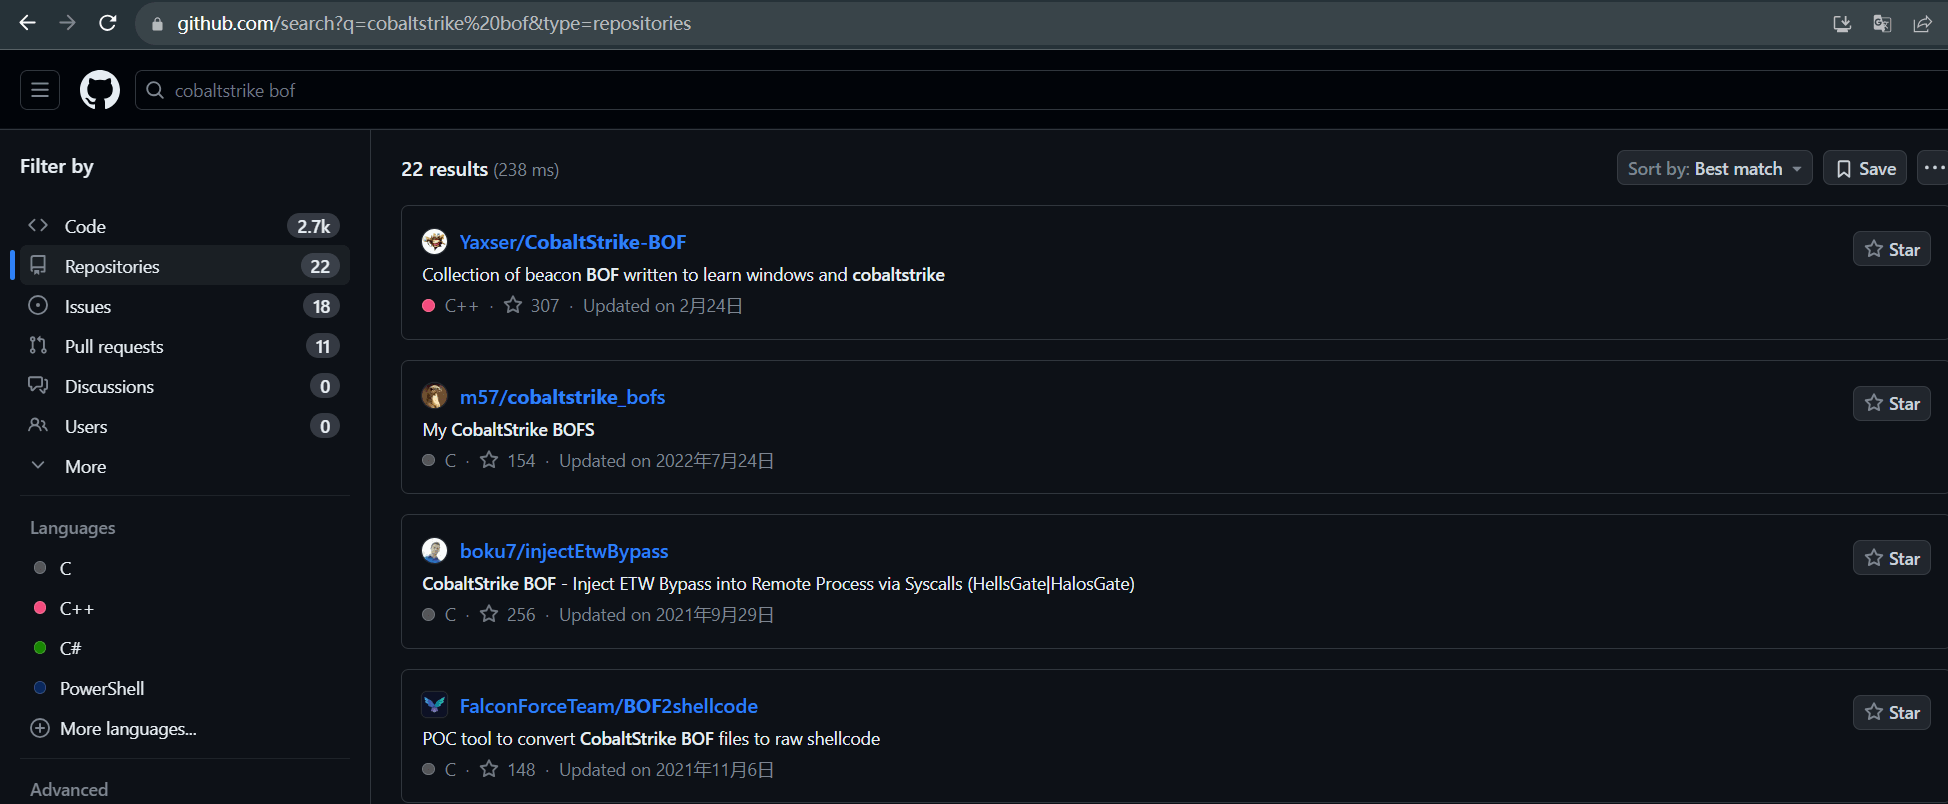 github.com/search?q=cobaltstrike%20bof&type=repositories
cobaltstrike bof
Filter by
Code 2.7k
Repositories 22
Issues 18
Pull requests 11
Discussions 0
Users 0
More
Languages
C
C++
C#
PowerShell
More languages...
Advanced
22 results (238 ms)
Sort by: Best match
Save
Yaxser/CobaltStrike-BOF
Star
Collection of beacon BOF written to learn windows and cobaltstrike
C++ · 307 · Updated on 2月24日
m57/cobaltstrike_bofs
Star
My CobaltStrike BOFS
C · 154 · Updated on 2022年7月24日
boku7/injectEtwBypass
Star
CobaltStrike BOF - Inject ETW Bypass into Remote Process via Syscalls (HellsGate|HalosGate)
C · 256 · Updated on 2021年9月29日
FalconForceTeam/BOF2shellcode
Star
POC tool to convert CobaltStrike BOF files to raw shellcode
C · 148 · Updated on 2021年11月6日